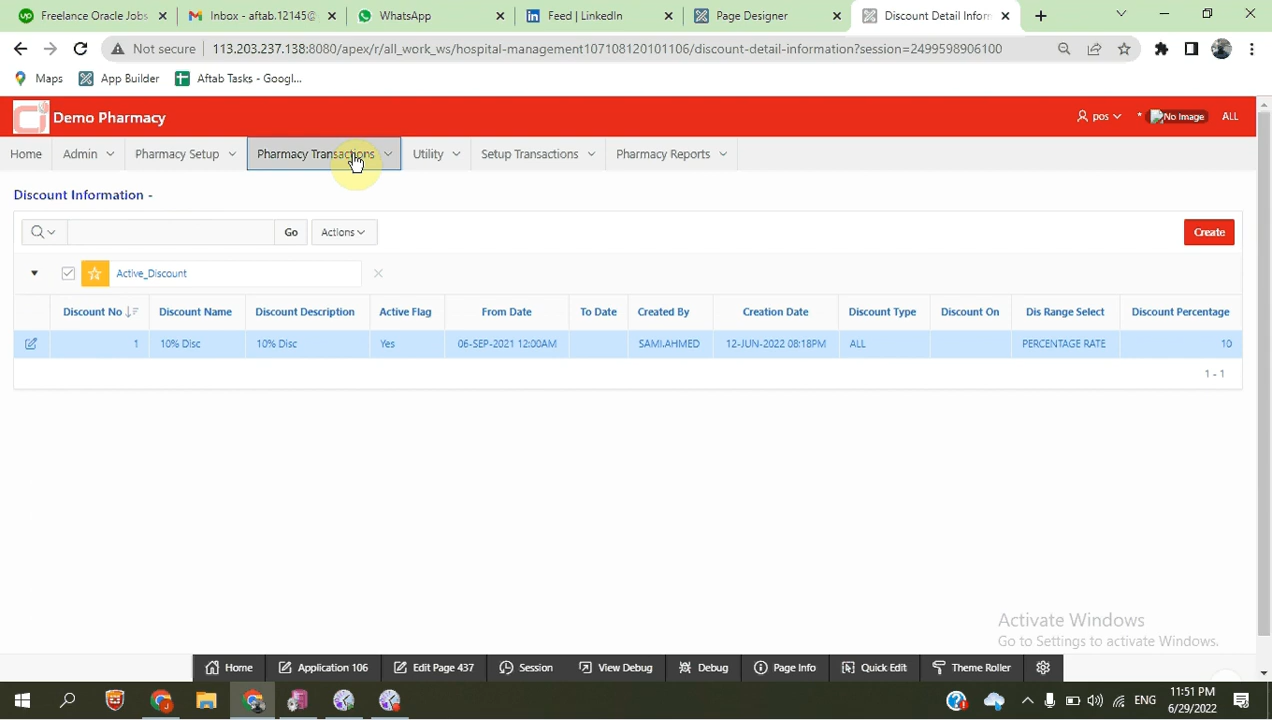 Freelance Oracle Jobs
Inbox - aftab.12145@
WhatsApp
Feed | LinkedIn
Page Designer
Discount Detail Inforn
Not secure | 113.203.237.138:8080/apex/r/all_work_ws/hospital-management107108120101106/discount-detail-information?session=2499598906100
Maps App Builder Aftab Tasks - Googl...
Demo Pharmacy
pos * No Image ALL
Home Admin Pharmacy Setup Pharmacy Transactions Utility Setup Transactions Pharmacy Reports
Discount Information -
Go Actions Create
Active_Discount
Discount No Discount Name Discount Description Active Flag From Date To Date Created By Creation Date Discount Type Discount On Dis Range Select Discount Percentage
1 10% Disc 10% Disc Yes 06-SEP-2021 12:00AM SAMI.AHMED 12-JUN-2022 08:18PM ALL PERCENTAGE RATE 10
1 - 1
Activate Windows
Go to Settings to activate Windows.
Home Application 106 Edit Page 437 Session View Debug Debug Page Info Quick Edit Theme Roller
ENG
11:51 PM
6/29/2022